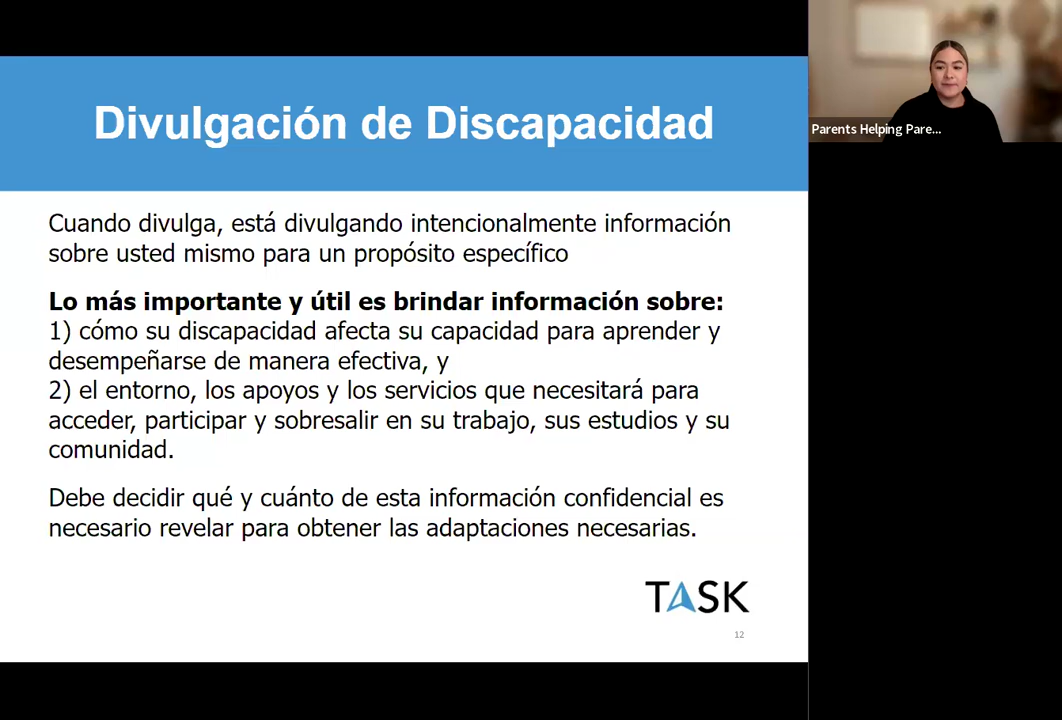 Divulgación de Discapacidad
Cuando divulga, está divulgando intencionalmente información
sobre usted mismo para un propósito específico
Lo más importante y útil es brindar información sobre:
1) cómo su discapacidad afecta su capacidad para aprender y
desempeñarse de manera efectiva, y
2) el entorno, los apoyos y los servicios que necesitará para
acceder, participar y sobresalir en su trabajo, sus estudios y su
comunidad.
Debe decidir qué y cuánto de esta información confidencial es
necesario revelar para obtener las adaptaciones necesarias.
TASK
12
Parents Helping Pare...